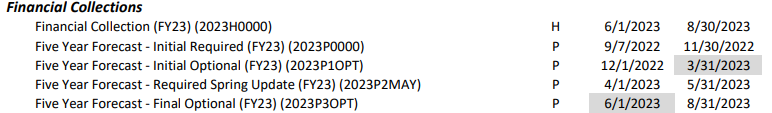 Financial Collections
Financial Collection (FY23) (2023H0000) H 6/1/2023 8/30/2023
Five Year Forecast - Initial Required (FY23) (2023P0000) P 9/7/2022 11/30/2022
Five Year Forecast - Initial Optional (FY23) (2023P1OPT) P 12/1/2022 3/31/2023
Five Year Forecast - Required Spring Update (FY23) (2023P2MAY) P 4/1/2023 5/31/2023
Five Year Forecast - Final Optional (FY23) (2023P3OPT) P 6/1/2023 8/31/2023